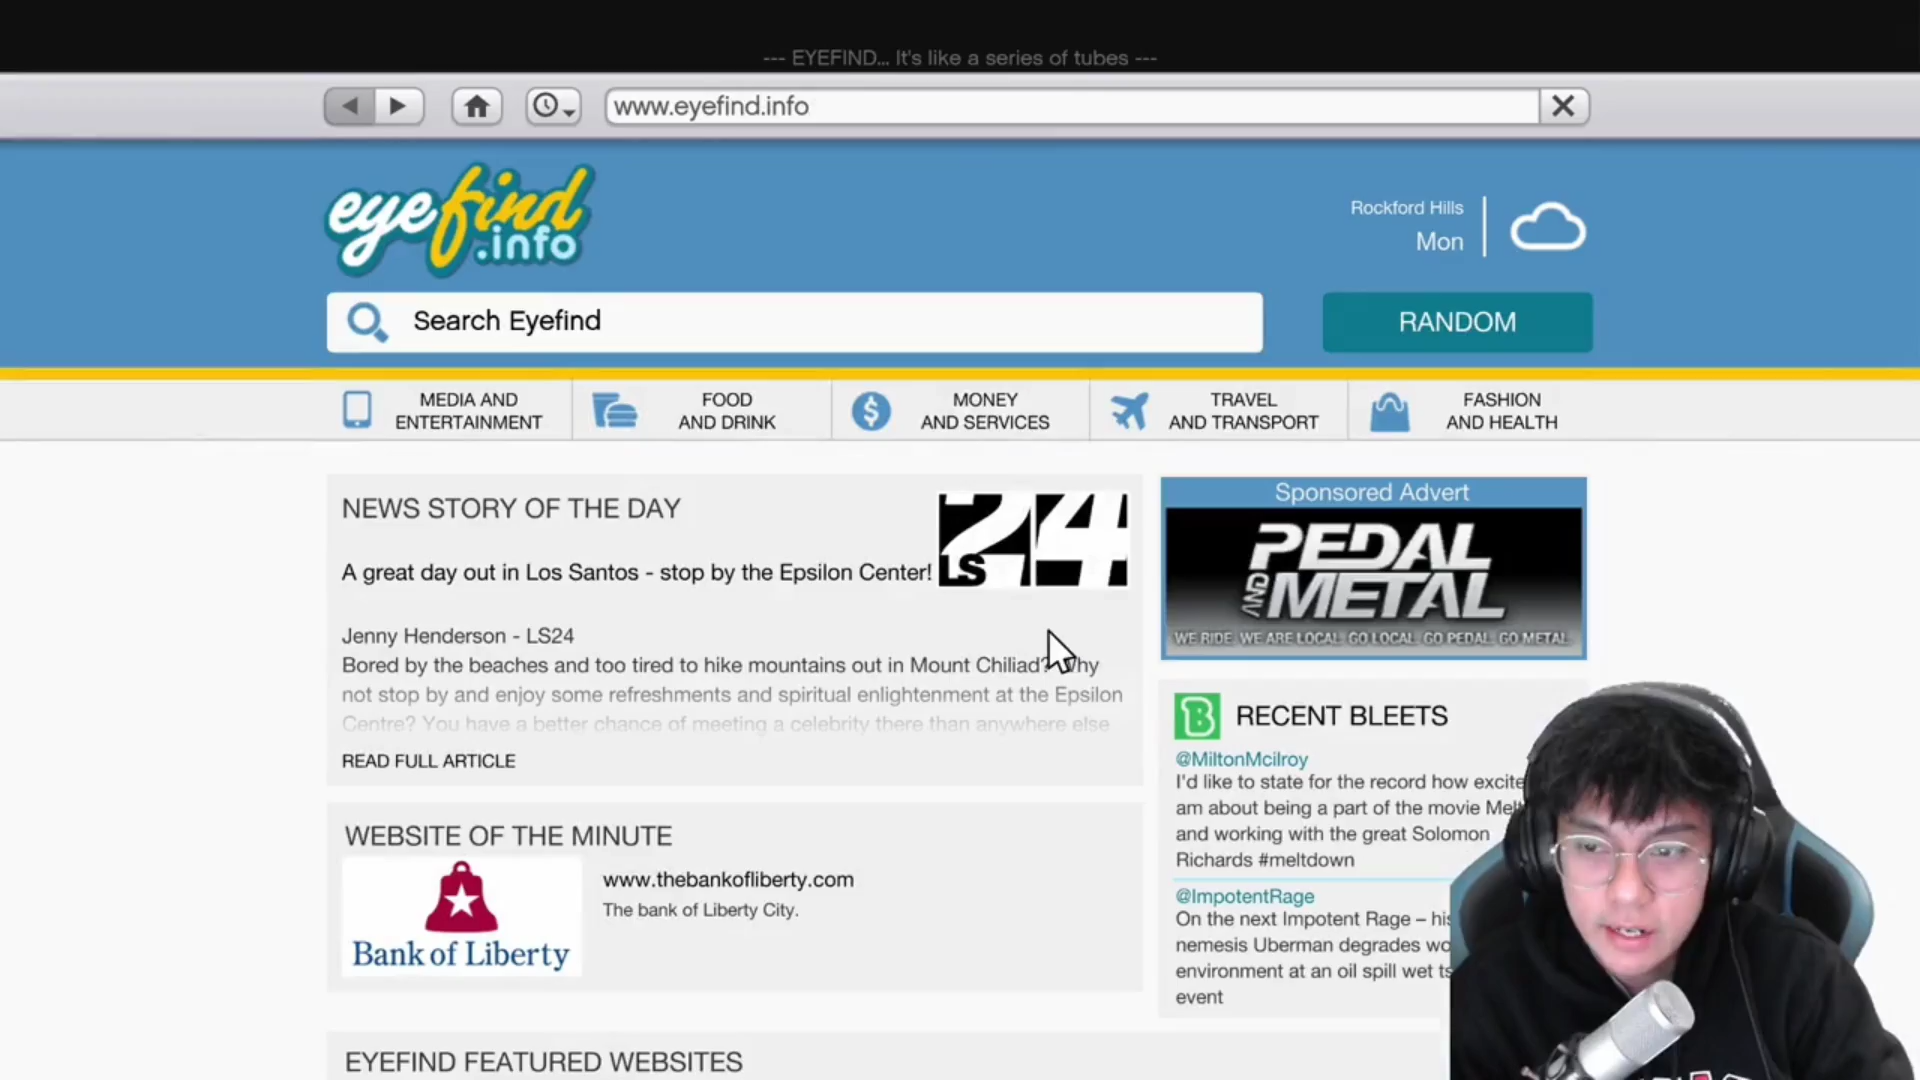 --- EYEFIND... It's like a series of tubes ---
www.eyefind.info
eyefind
.info
Rockford Hills
Mon
Search Eyefind
RANDOM
MEDIA AND
ENTERTAINMENT
FOOD
AND DRINK
MONEY
AND SERVICES
TRAVEL
AND TRANSPORT
FASHION
AND HEALTH
NEWS STORY OF THE DAY
LS 24
A great day out in Los Santos - stop by the Epsilon Center!
Jenny Henderson - LS24
Bored by the beaches and too tired to hike mountains out in Mount Chiliad? Why
not stop by and enjoy some refreshments and spiritual enlightenment at the Epsilon
Centre? You have a better chance of meeting a celebrity there than anywhere else
READ FULL ARTICLE
Sponsored Advert
PEDAL
AND METAL
WE RIDE. WE ARE LOCAL. GO LOCAL. GO PEDAL. GO METAL.
B RECENT BLEETS
@MiltonMcilroy
I'd like to state for the record how excite
am about being a part of the movie Melt
and working with the great Solomon
Richards #meltdown
@ImpotentRage
On the next Impotent Rage – his
nemesis Uberman degrades wo
environment at an oil spill wet ts
event
WEBSITE OF THE MINUTE
Bank of Liberty
www.thebankofliberty.com
The bank of Liberty City.
EYEFIND FEATURED WEBSITES